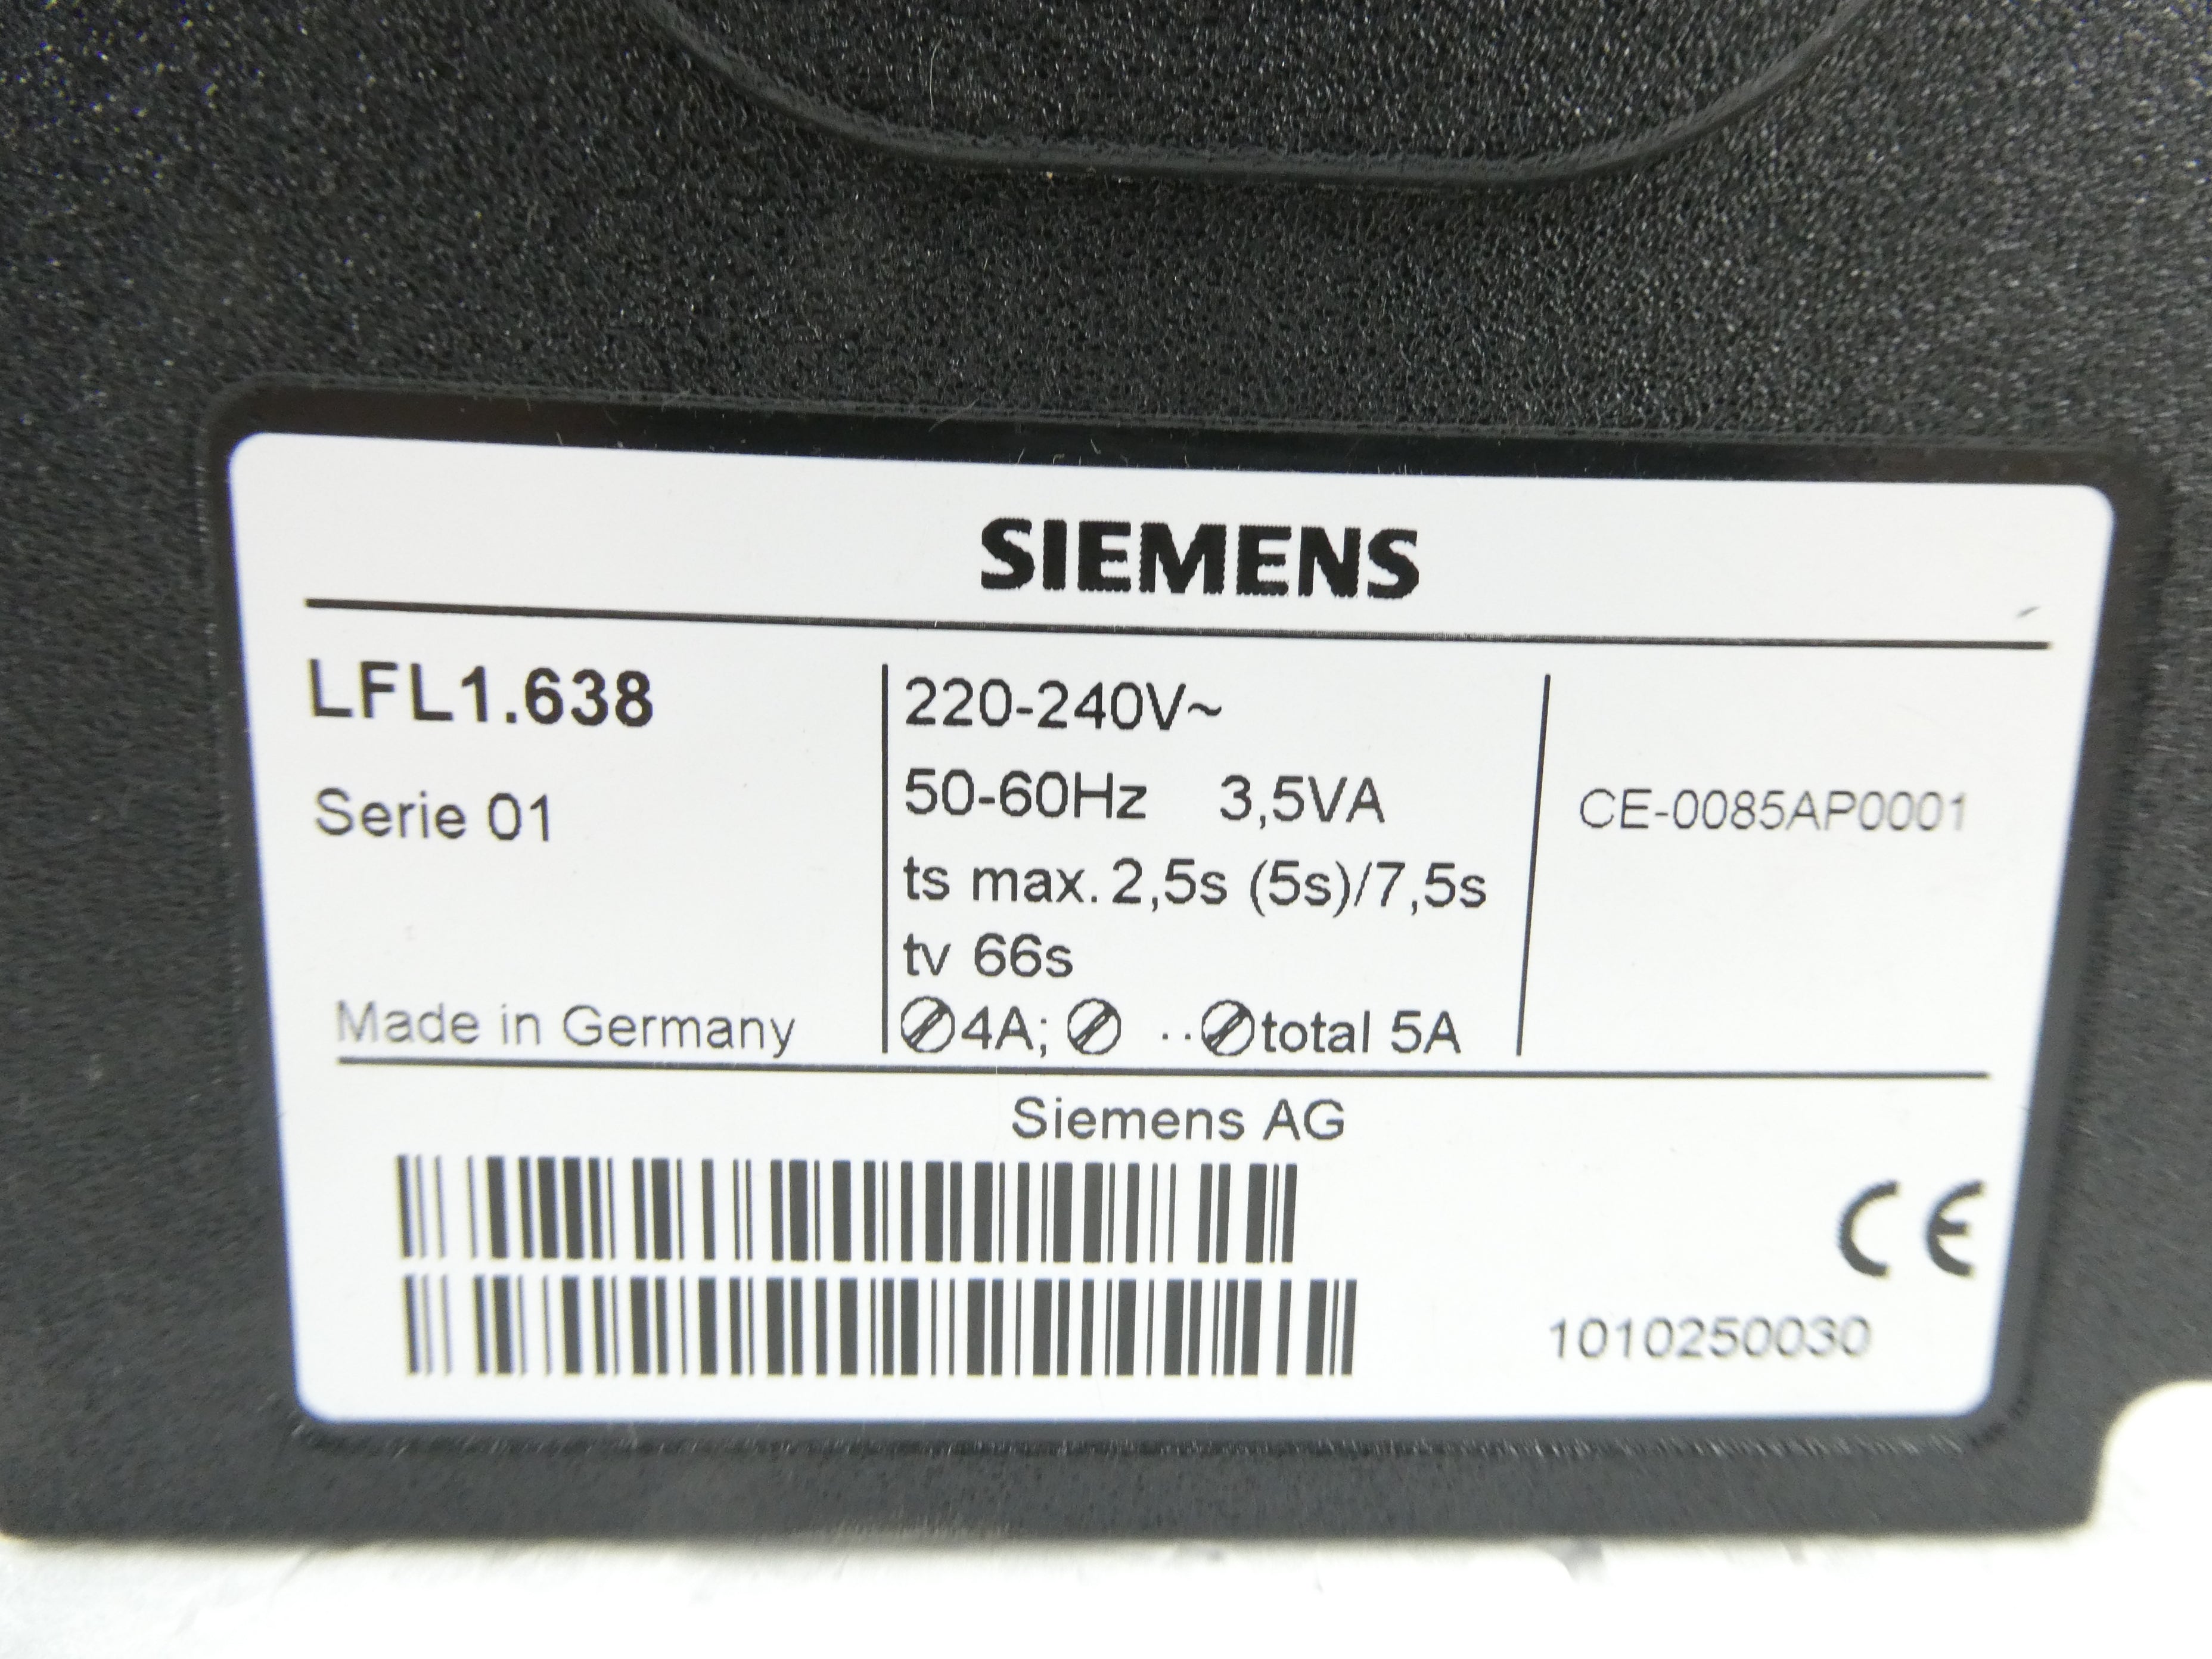 SIEMENS
LFL1.638
Serie 01
Made in Germany
220-240V~
50-60Hz 3,5VA
ts max. 2,5s (5s)/7,5s
tv 66s
4A; ·· total 5A
CE-0085AP0001
Siemens AG
CE
1010250030